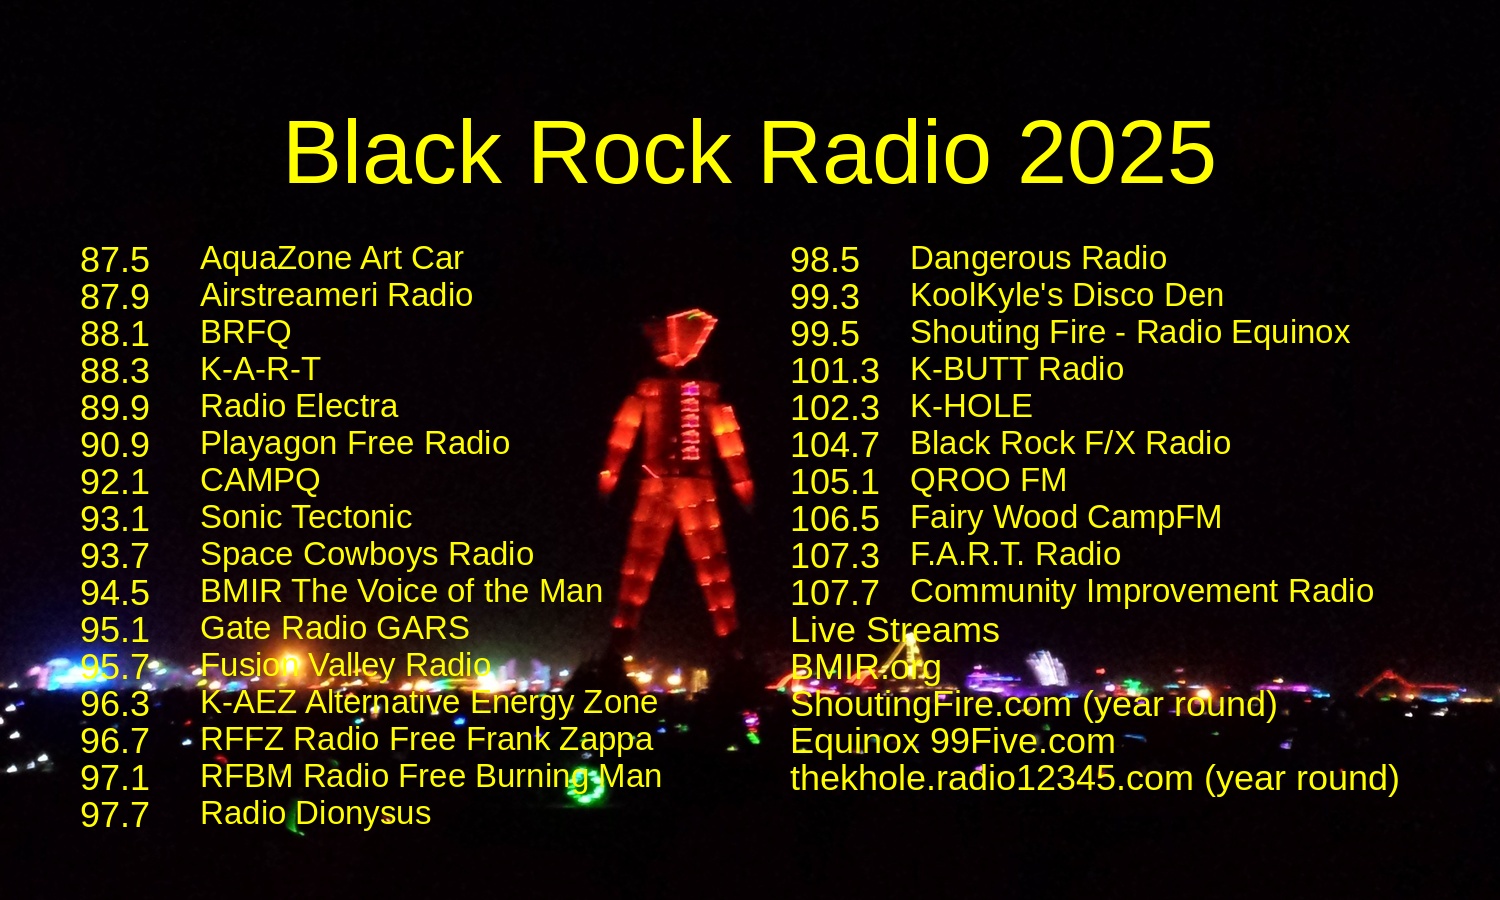 Black Rock Radio 2025
87.5 AquaZone Art Car
87.9 Airstreameri Radio
88.1 BRFQ
88.3 K-A-R-T
89.9 Radio Electra
90.9 Playagon Free Radio
92.1 CAMPQ
93.1 Sonic Tectonic
93.7 Space Cowboys Radio
94.5 BMIR The Voice of the Man
95.1 Gate Radio GARS
95.7 Fusion Valley Radio
96.3 K-AEZ Alternative Energy Zone
96.7 RFFZ Radio Free Frank Zappa
97.1 RFBM Radio Free Burning Man
97.7 Radio Dionysus
98.5 Dangerous Radio
99.3 KoolKyle's Disco Den
99.5 Shouting Fire - Radio Equinox
101.3 K-BUTT Radio
102.3 K-HOLE
104.7 Black Rock F/X Radio
105.1 QROO FM
106.5 Fairy Wood CampFM
107.3 F.A.R.T. Radio
107.7 Community Improvement Radio
Live Streams
BMIR.org
ShoutingFire.com (year round)
Equinox 99Five.com
thekhole.radio12345.com (year round)